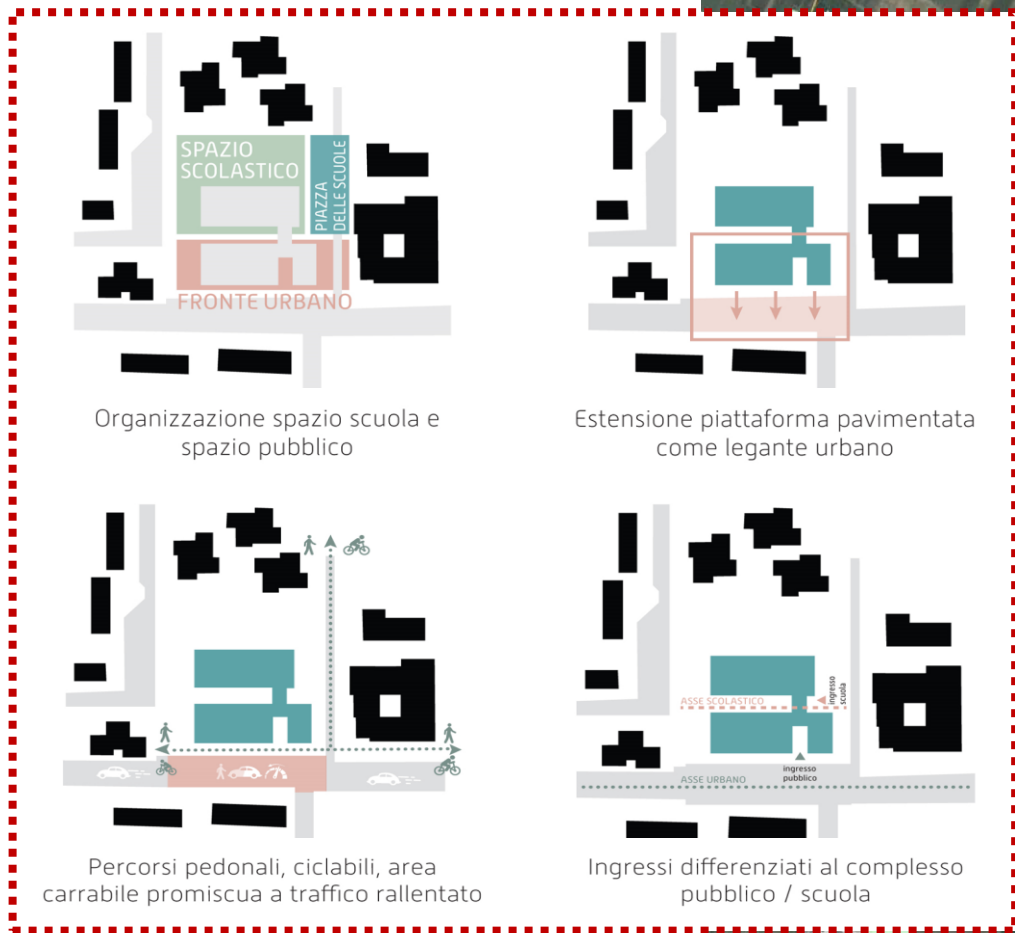 SPAZIO
SCOLASTICO
PIAZZA
DELLE SCUOLE
FRONTE URBANO
Organizzazione spazio scuola e
spazio pubblico
Estensione piattaforma pavimentata
come legante urbano
Percorsi pedonali, ciclabili, area
carrabile promiscua a traffico rallentato
ASSE SCOLASTICO
ingresso
scuola
ingresso
pubblico
ASSE URBANO
Ingressi differenziati al complesso
pubblico / scuola